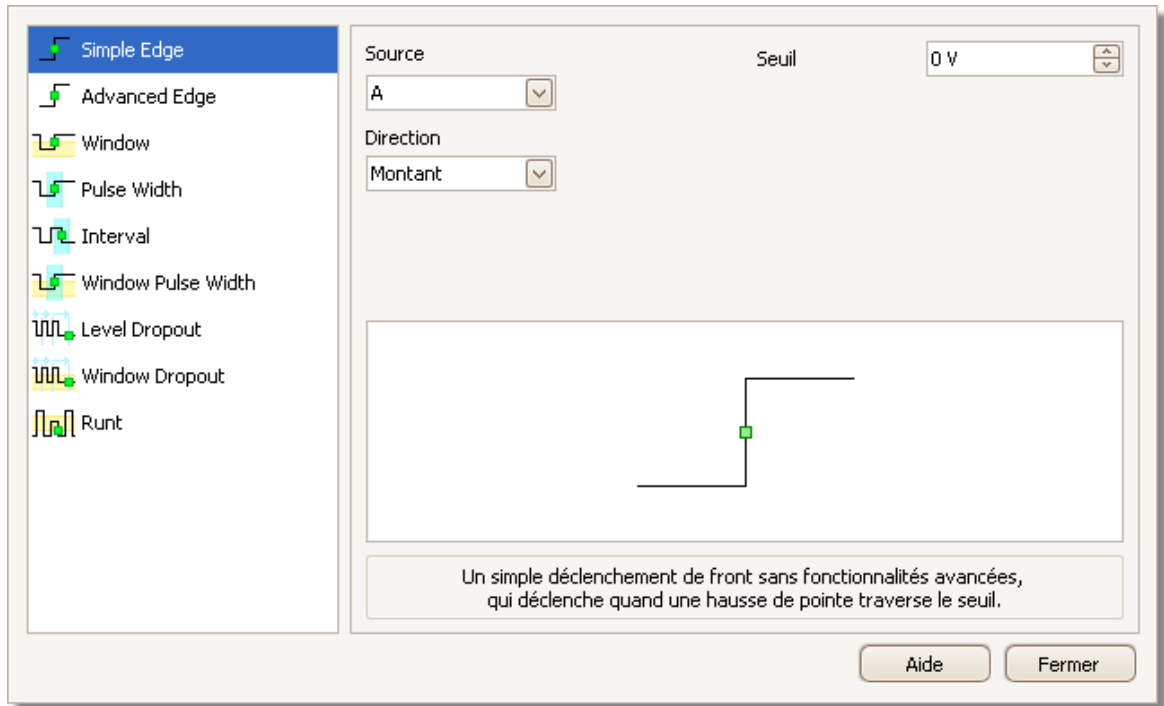 Simple Edge
Advanced Edge
Window
Pulse Width
Interval
Window Pulse Width
Level Dropout
Window Dropout
Runt
Source
Seuil
0 V
A
Direction
Montant
Un simple déclenchement de front sans fonctionnalités avancées,
qui déclenche quand une hausse de pointe traverse le seuil.
Aide
Fermer